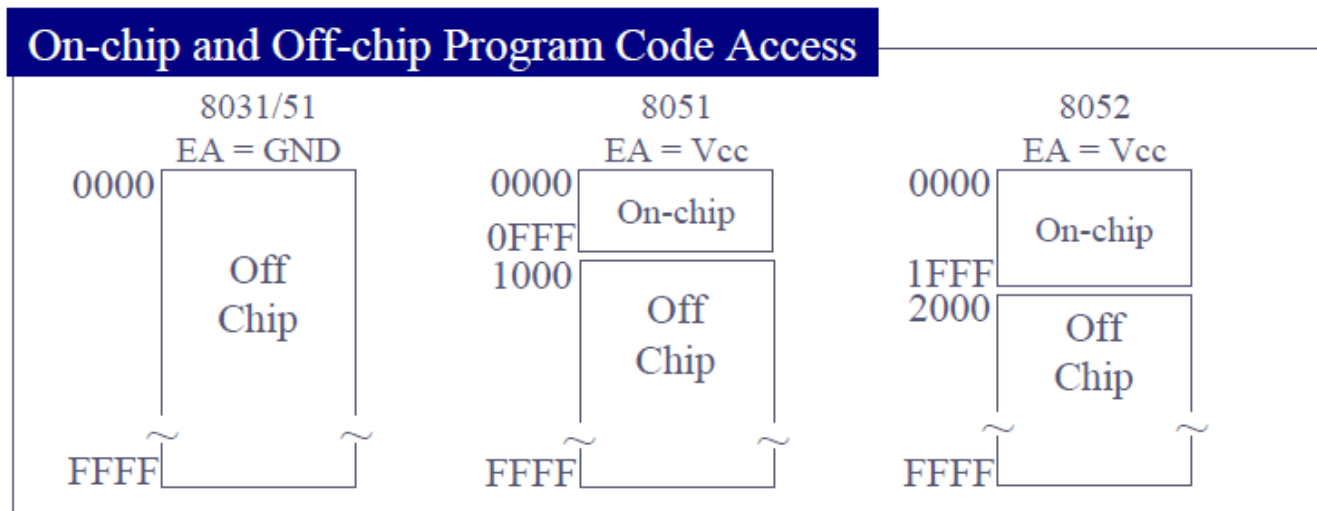 On-chip and Off-chip Program Code Access
8031/51
EA = GND
0000
Off
Chip
FFFF
8051
EA = Vcc
0000
On-chip
0FFF
1000
Off
Chip
FFFF
8052
EA = Vcc
0000
On-chip
1FFF
2000
Off
Chip
FFFF